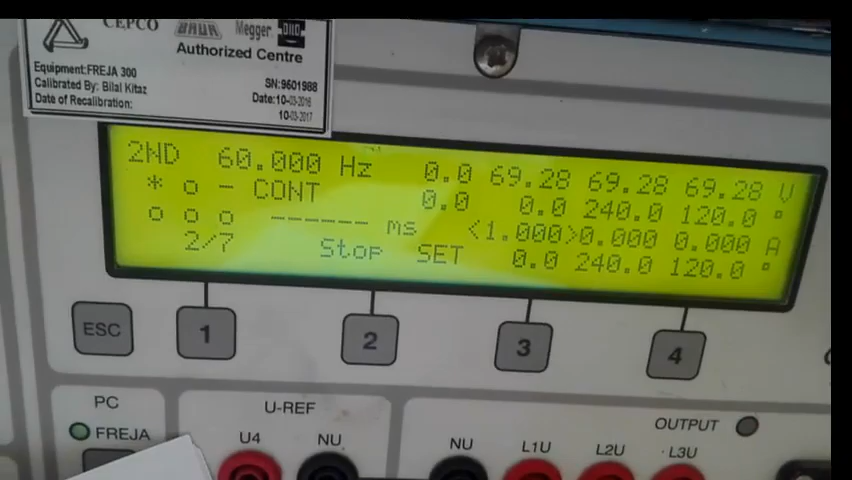 CEPCO BAUR Megger
Authorized Centre
Equipment:FREJA 300 SN:9601988
Calibrated By: Bilal Kitaz Date:10-03-2016
Date of Recalibration: 10-03-2017
2ND 60.000 Hz 0.0 69.28 69.28 69.28 V
* o - CONT 0.0 0.0 240.0 120.0 °
o o o ------ ms <1.000>0.000 0.000 A
2/7 Stop SET 0.0 240.0 120.0 °
ESC 1 2 3 4
PC U-REF OUTPUT
FREJA U4 NU NU L1U L2U L3U